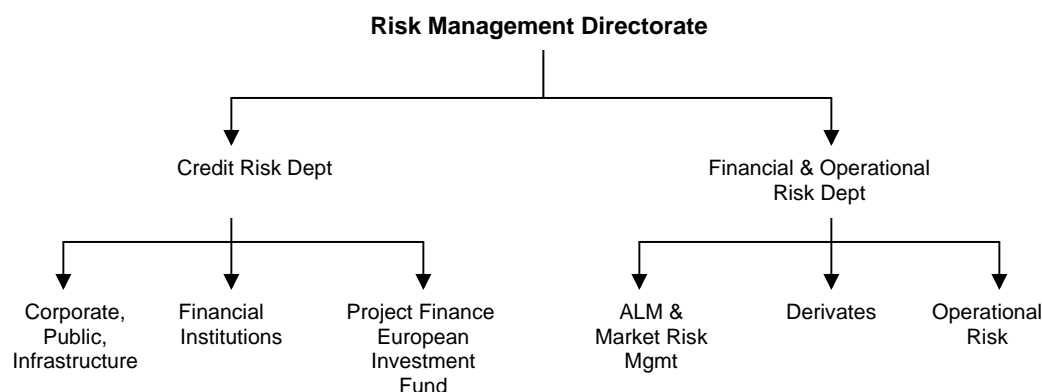 Risk Management Directorate
Credit Risk Dept
Financial & Operational
Risk Dept
Corporate,
Public,
Infrastructure
Financial
Institutions
Project Finance
European
Investment
Fund
ALM &
Market Risk
Mgmt
Derivates
Operational
Risk